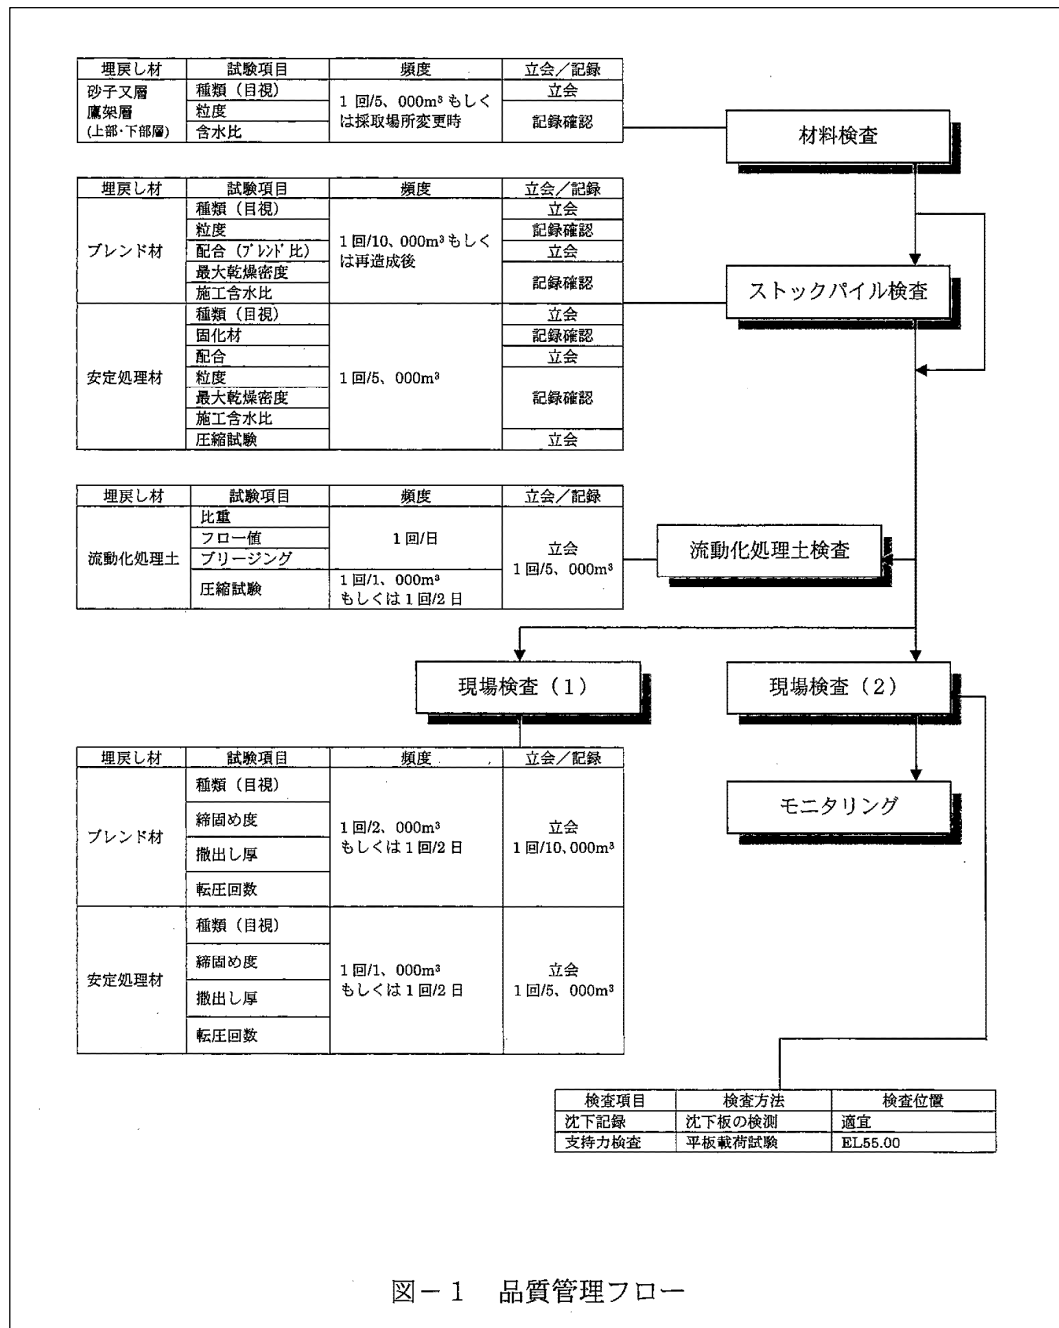 埋戻し材 試験項目 頻度 立会/記録
砂子又層
鷹架層
(上部・下部層)
種類（目視）
粒度
含水比
1 回/5、000m³ もしく
は採取場所変更時
立会
記録確認
材料検査
埋戻し材 試験項目 頻度 立会／記録
ブレンド材
種類（目視）
粒度
配合（ﾌﾞﾚﾝﾄﾞ比）
最大乾燥密度
施工含水比
1 回/10、000m³ もしく
は再造成後
立会
記録確認
立会
記録確認
ストックパイル検査
安定処理材
種類（目視）
固化材
配合
粒度
最大乾燥密度
施工含水比
圧縮試験
1 回/5、000m³
立会
記録確認
立会
記録確認
立会
埋戻し材 試験項目 頻度 立会／記録
流動化処理土
比重
フロー値
ブリージング
圧縮試験
1 回/日
1 回/1、000m³
もしくは 1 回/2 日
立会
1 回/5、000m³
流動化処理土検査
現場検査（1）
現場検査（2）
モニタリング
埋戻し材 試験項目 頻度 立会／記録
ブレンド材
種類（目視）
締固め度
撒出し厚
転圧回数
1 回/2、000m³
もしくは 1 回/2 日
立会
1 回/10、000m³
安定処理材
種類（目視）
締固め度
撒出し厚
転圧回数
1 回/1、000m³
もしくは 1 回/2 日
立会
1 回/5、000m³
検査項目 検査方法 検査位置
沈下記録 沈下板の検測 適宜
支持力検査 平板載荷試験 EL55.00
図－１　品質管理フロー